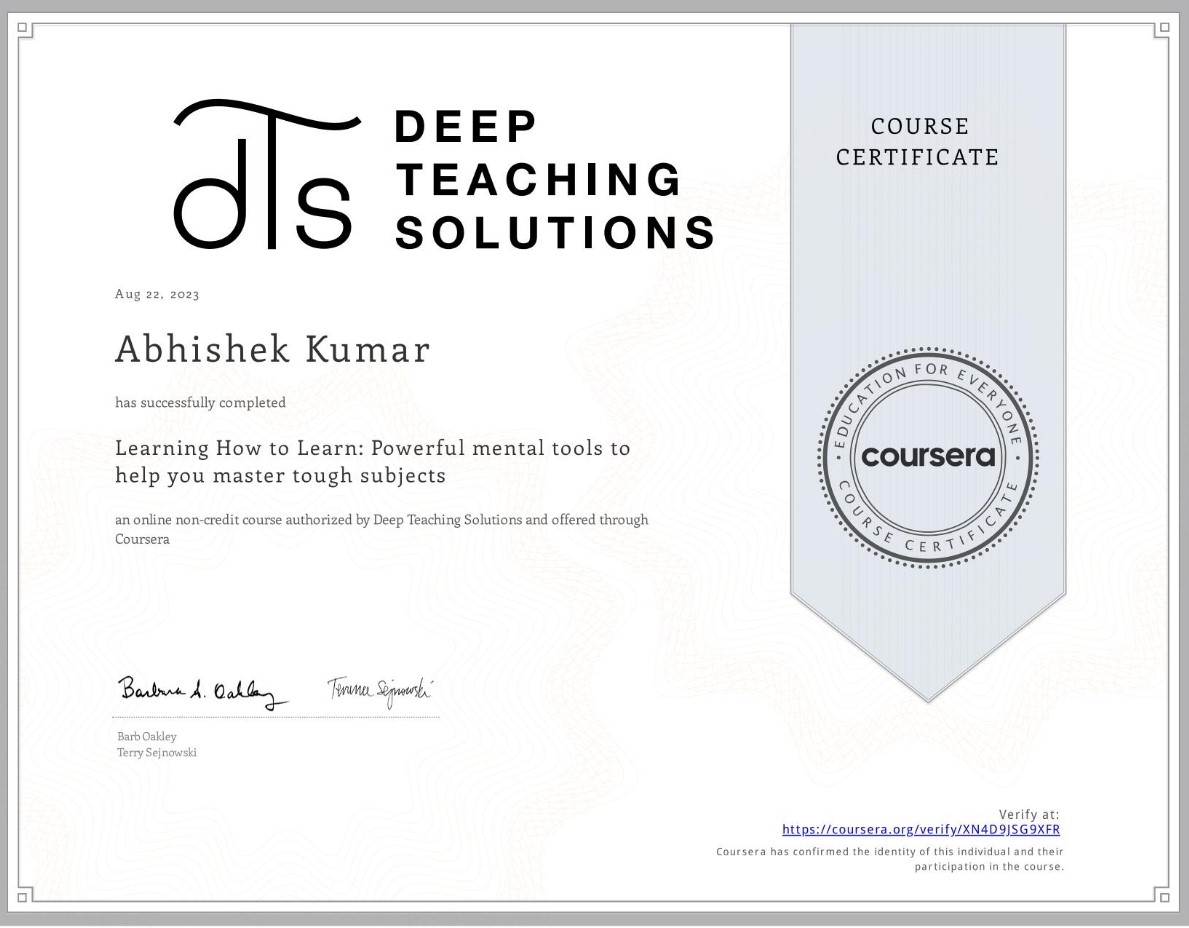 dTs
DEEP
TEACHING
SOLUTIONS
COURSE
CERTIFICATE
Aug 22, 2023
Abhishek Kumar
has successfully completed
Learning How to Learn: Powerful mental tools to
help you master tough subjects
an online non-credit course authorized by Deep Teaching Solutions and offered through
Coursera
EDUCATION FOR EVERYONE
coursera
COURSE CERTIFICATE
Barbara A. Oakley Terrence Sejnowski
Barb Oakley
Terry Sejnowski
Verify at:
https://coursera.org/verify/XN4D9JSG9XFR
Coursera has confirmed the identity of this individual and their
participation in the course.